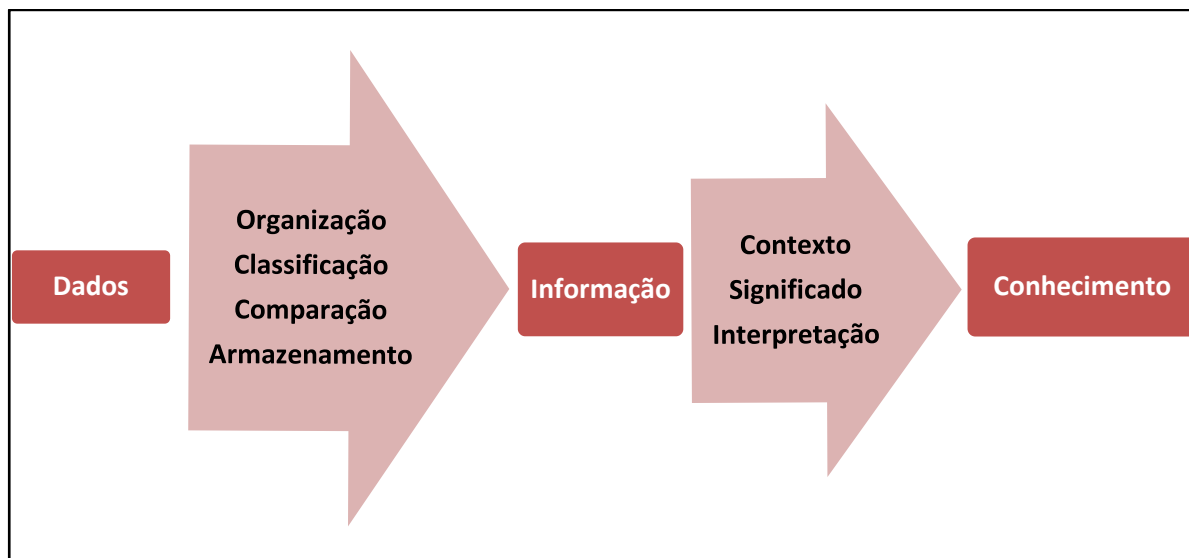 Dados
Organização
Classificação
Comparação
Armazenamento
Informação
Contexto
Significado
Interpretação
Conhecimento